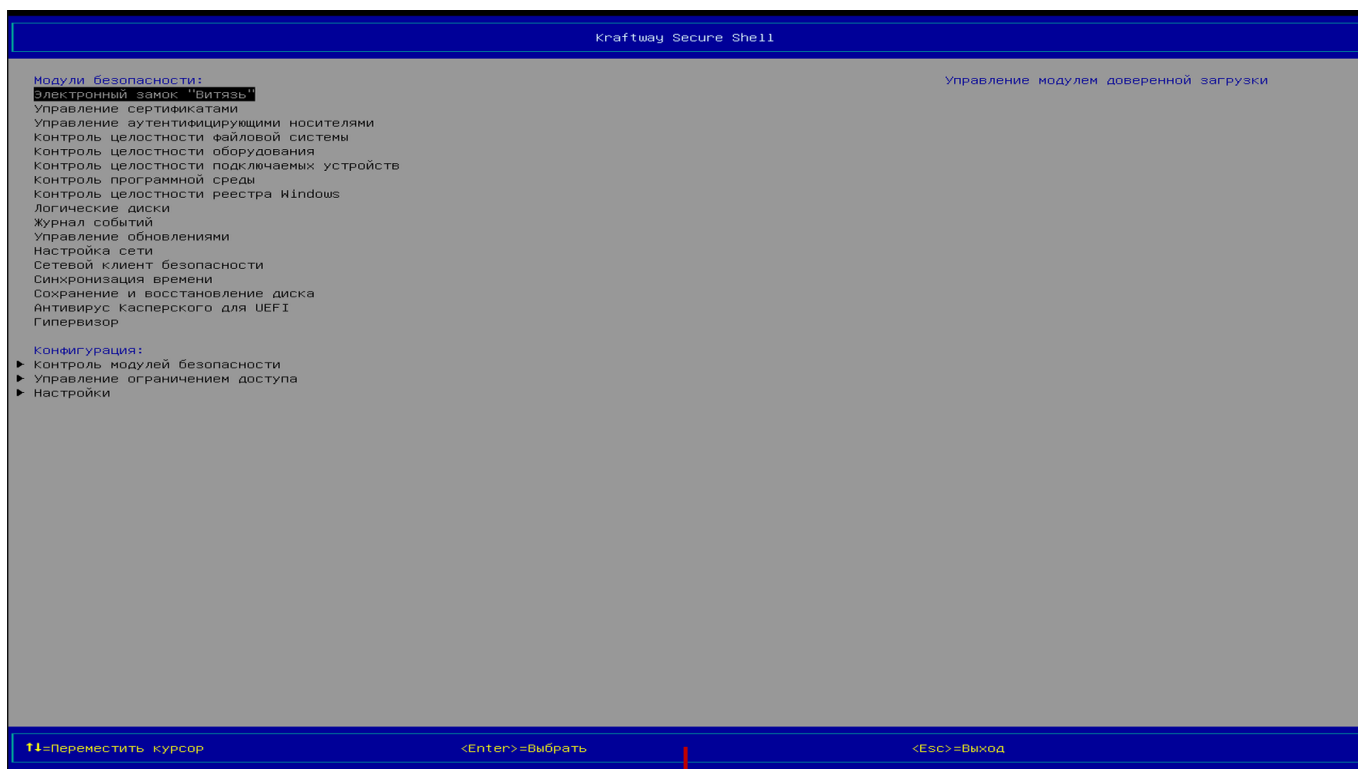 Kraftway Secure Shell
Модули безопасности:
Электронный замок "Витязь"
Управление сертификатами
Управление аутентифицирующими носителями
Контроль целостности файловой системы
Контроль целостности оборудования
Контроль целостности подключаемых устройств
Контроль программной среды
Контроль целостности реестра Windows
Логические диски
Журнал событий
Управление обновлениями
Настройка сети
Сетевой клиент безопасности
Синхронизация времени
Сохранение и восстановление диска
Антивирус Касперского для UEFI
Гипервизор
Конфигурация:
► Контроль модулей безопасности
► Управление ограничением доступа
► Настройки
Управление модулем доверенной загрузки
↑↓=Переместить курсор <Enter>=Выбрать <Esc>=Выход